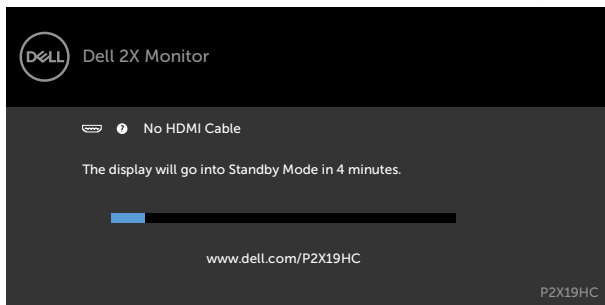 DELL
Dell 2X Monitor
? No HDMI Cable
The display will go into Standby Mode in 4 minutes.
www.dell.com/P2X19HC
P2X19HC